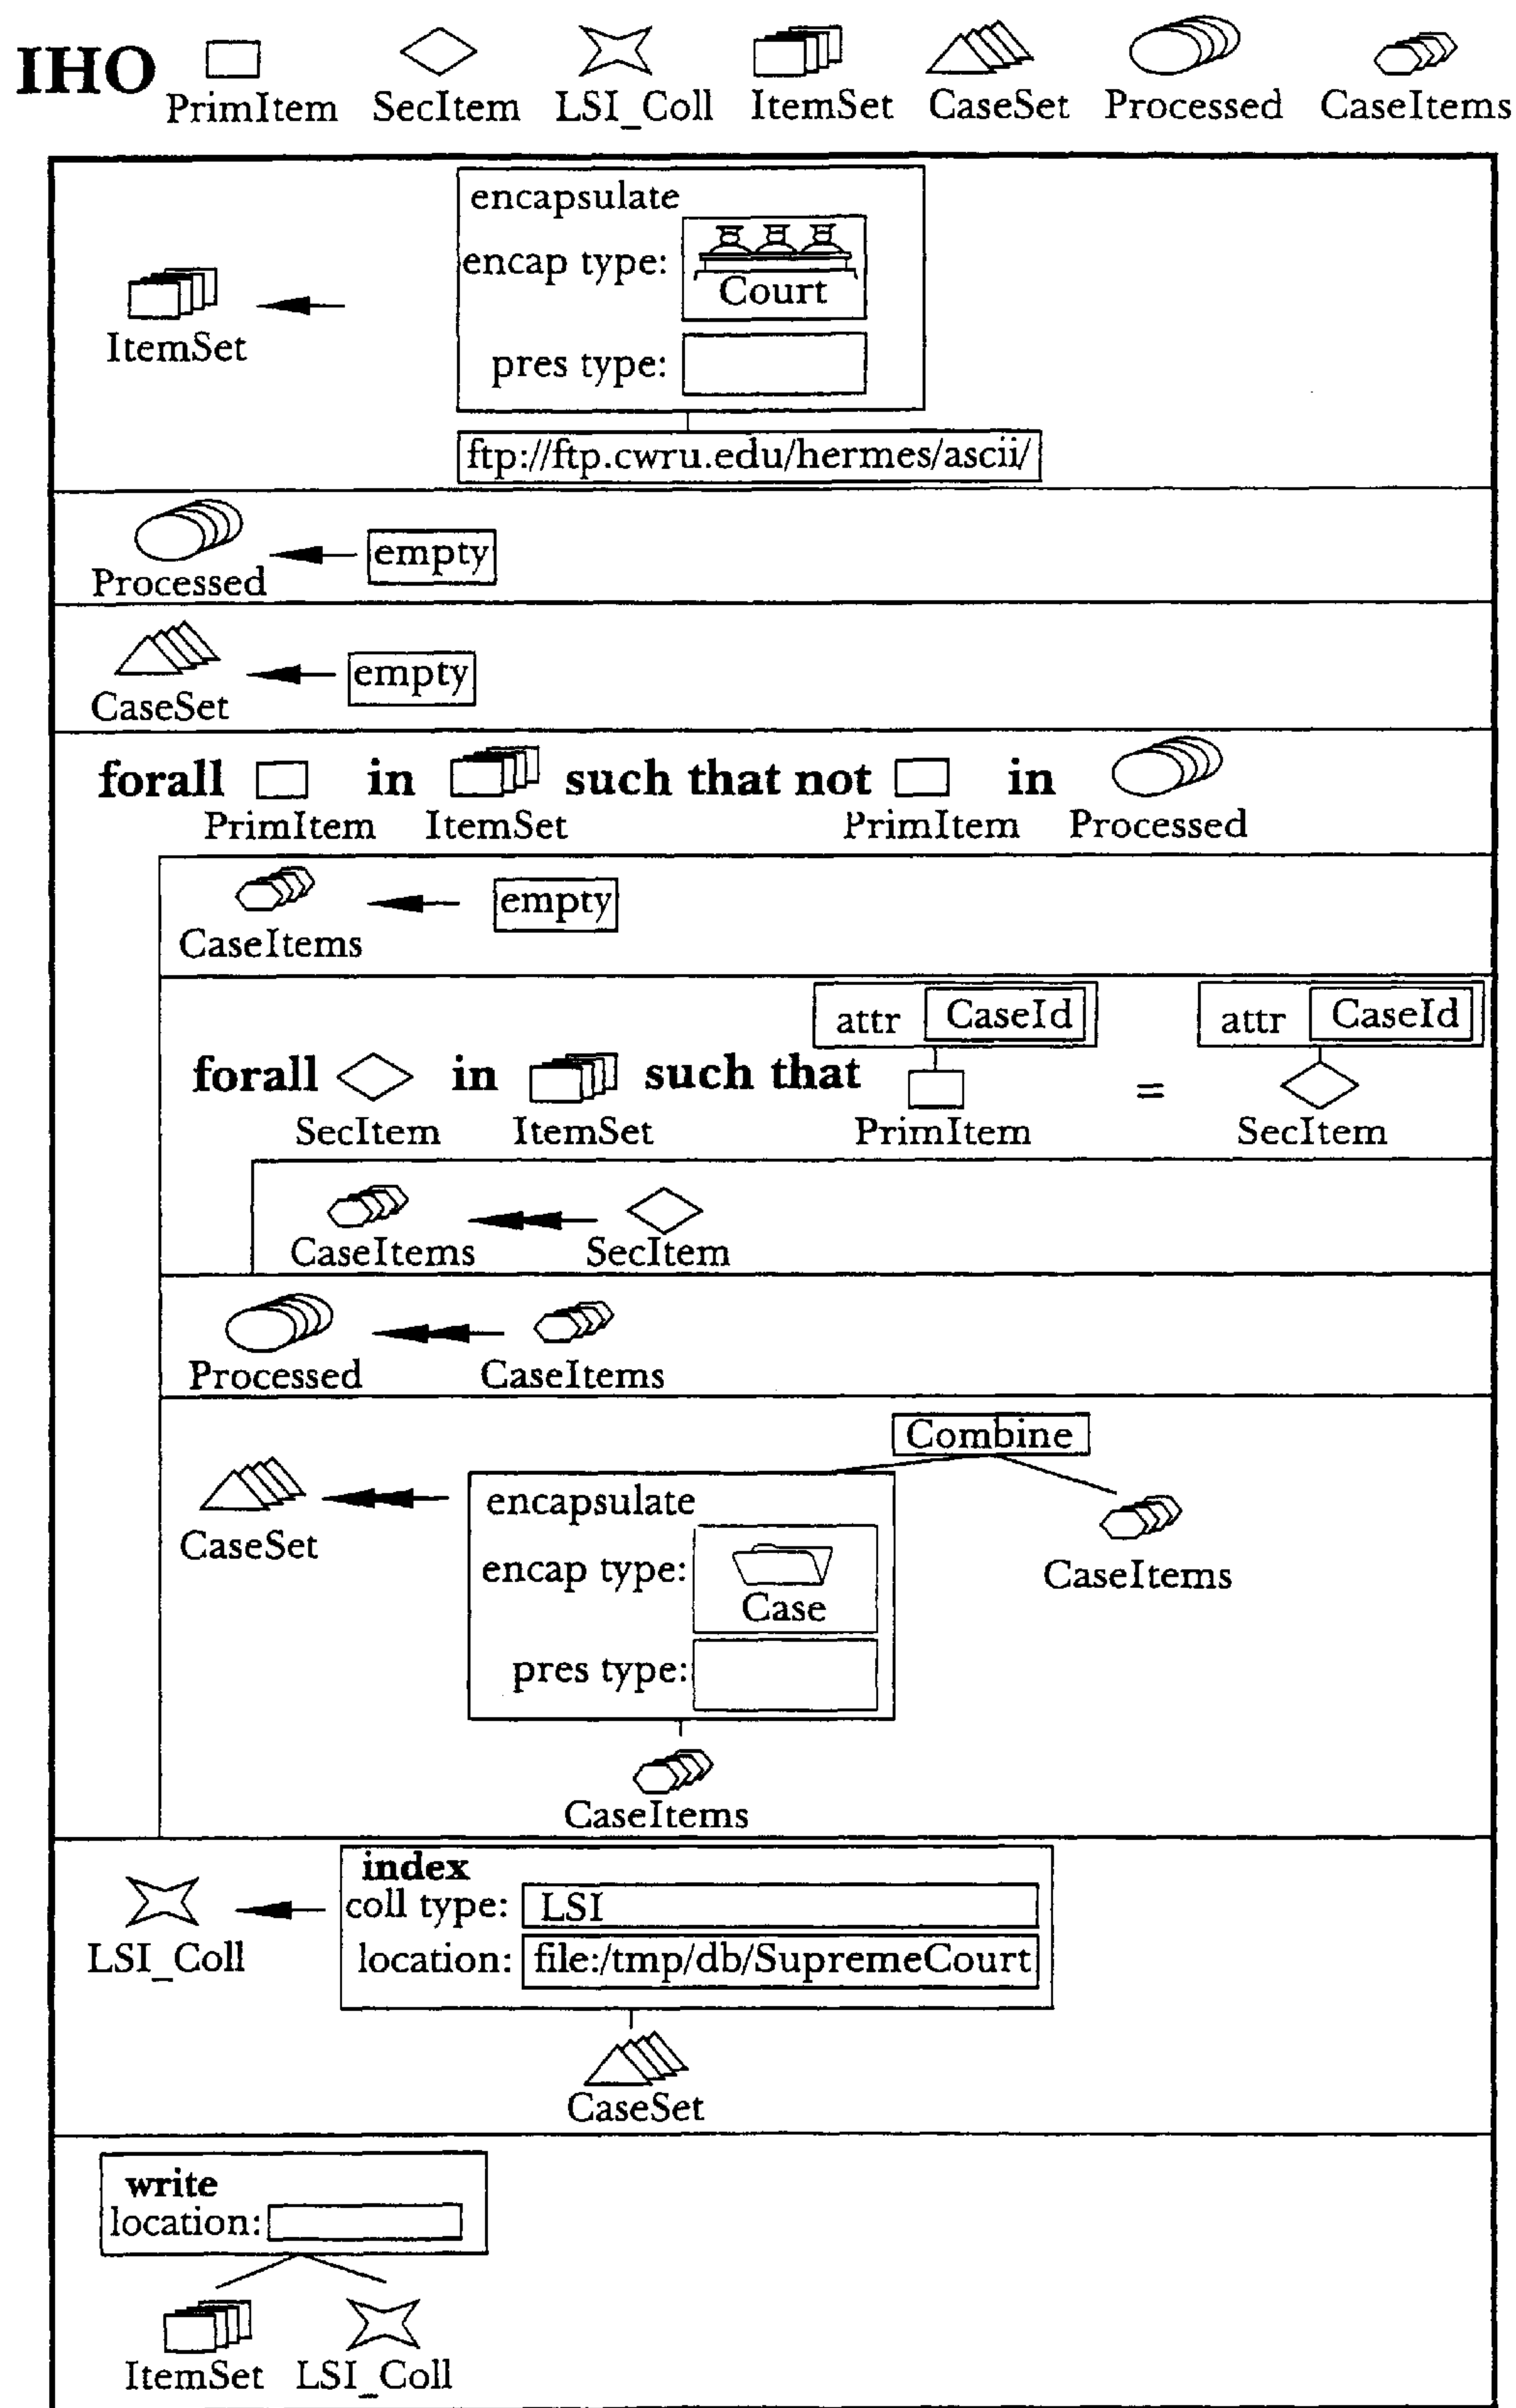 IHO
PrimItem SecItem LSI_Coll ItemSet CaseSet Processed CaseItems
encapsulate
encap type:
Court
ItemSet
pres type:
ftp://ftp.cwru.edu/hermes/ascii/
empty
Processed
empty
CaseSet
forall in such that not in
PrimItem ItemSet PrimItem Processed
empty
CaseItems
attr CaseId attr CaseId
forall in such that =
SecItem ItemSet PrimItem SecItem
CaseItems SecItem
Processed CaseItems
Combine
encapsulate
CaseSet
encap type:
CaseItems
Case
pres type:
CaseItems
index
coll type: LSI
LSI_Coll location: file:/tmp/db/SupremeCourt
CaseSet
write
location:
ItemSet LSI_Coll